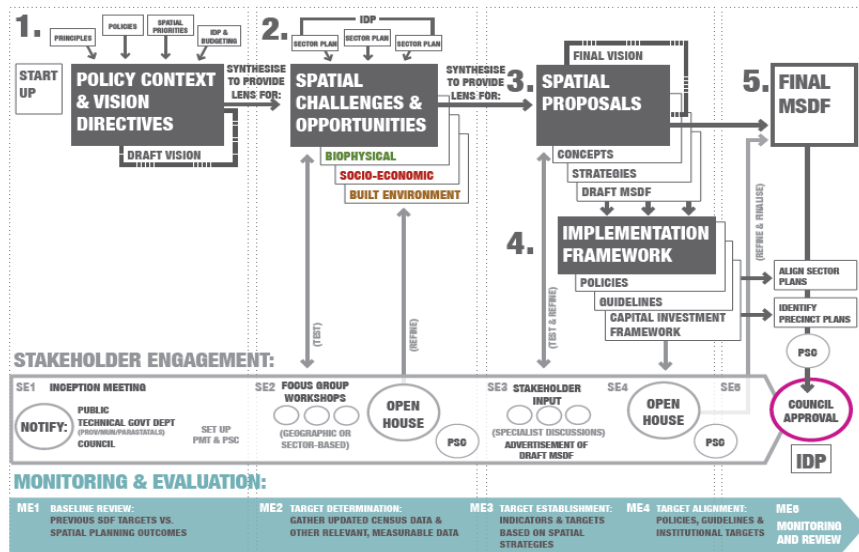 1.
PRINCIPLES
POLICIES
SPATIAL
PRIORITIES
IDP &
BUDGETING
START
UP
POLICY CONTEXT
& VISION
DIRECTIVES
DRAFT VISION
SYNTHESISE
TO PROVIDE
LENS FOR:
2.
IDP
SECTOR PLAN
SECTOR PLAN
SECTOR PLAN
SPATIAL
CHALLENGES &
OPPORTUNITIES
BIOPHYSICAL
SOCIO-ECONOMIC
BUILT ENVIRONMENT
SYNTHESISE
TO PROVIDE
LENS FOR:
3.
FINAL VISION
SPATIAL
PROPOSALS
CONCEPTS
STRATEGIES
DRAFT MSDF
4.
IMPLEMENTATION
FRAMEWORK
POLICIES
GUIDELINES
CAPITAL INVESTMENT
FRAMEWORK
5.
FINAL
MSDF
(REFINE & FINALISE)
ALIGN SECTOR
PLANS
IDENTIFY
PRECINCT PLANS
PSC
(TEST)
(REFINE)
(TEST & REFINE)
STAKEHOLDER ENGAGEMENT:
SE1 INCEPTION MEETING
NOTIFY:
PUBLIC
TECHNICAL GOVT DEPT
(PROV/MUN/PARASTATALS)
COUNCIL
SET UP
PMT & PSC
SE2 FOCUS GROUP
WORKSHOPS
(GEOGRAPHIC OR
SECTOR-BASED)
OPEN
HOUSE
PSC
SE3 STAKEHOLDER
INPUT
(SPECIALIST DISCUSSIONS)
ADVERTISEMENT OF
DRAFT MSDF
SE4
OPEN
HOUSE
PSC
SE5
COUNCIL
APPROVAL
IDP
MONITORING & EVALUATION:
ME1 BASELINE REVIEW:
PREVIOUS SDF TARGETS VS.
SPATIAL PLANNING OUTCOMES
ME2 TARGET DETERMINATION:
GATHER UPDATED CENSUS DATA &
OTHER RELEVANT, MEASURABLE DATA
ME3 TARGET ESTABLISHMENT:
INDICATORS & TARGETS
BASED ON SPATIAL
STRATEGIES
ME4 TARGET ALIGNMENT:
POLICIES, GUIDELINES &
INSTITUTIONAL TARGETS
ME5
MONITORING
AND REVIEW